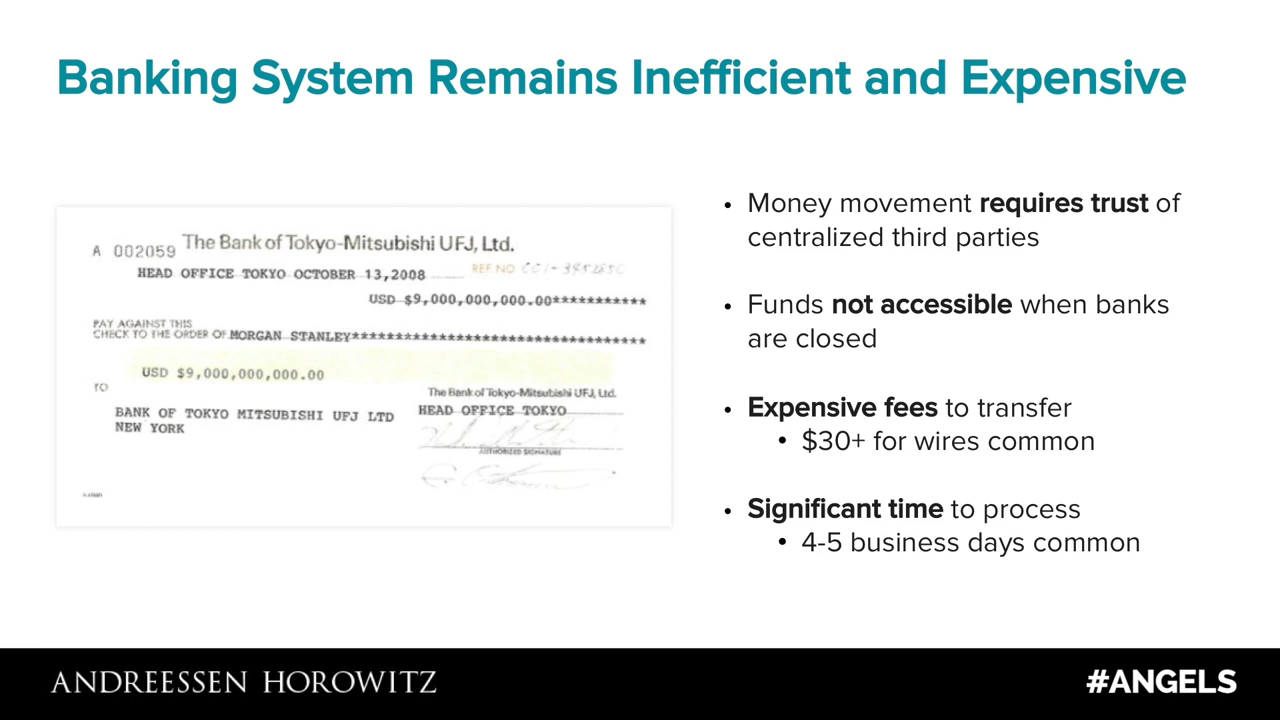 Banking System Remains Inefficient and Expensive
A 002059 The Bank of Tokyo-Mitsubishi UFJ, Ltd.
HEAD OFFICE TOKYO OCTOBER 13,2008 REF. NO.
USD $9,000,000,000.00***********
PAY AGAINST THIS
CHECK TO THE ORDER OF MORGAN STANLEY*****************************************
USD $9,000,000,000.00
TO
BANK OF TOKYO MITSUBISHI UFJ LTD
NEW YORK
The Bank of Tokyo-Mitsubishi UFJ, Ltd.
HEAD OFFICE TOKYO
AUTHORIZED SIGNATURE
• Money movement requires trust of
centralized third parties
• Funds not accessible when banks
are closed
• Expensive fees to transfer
• $30+ for wires common
• Significant time to process
• 4-5 business days common
ANDREESSEN HOROWITZ
#ANGELS